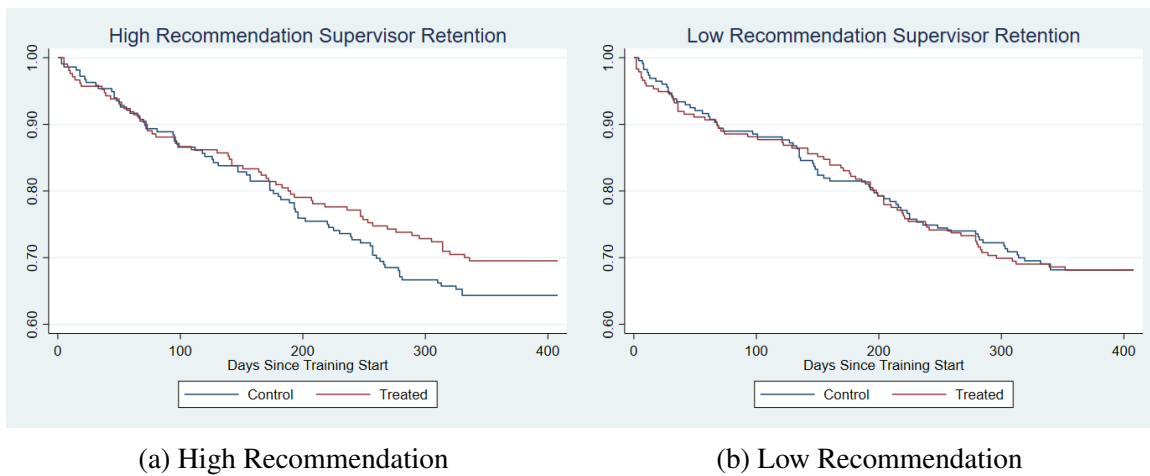 High Recommendation Supervisor Retention
1.00
0.90
0.80
0.70
0.60
0 100 200 300 400
Days Since Training Start
Control Treated
Low Recommendation Supervisor Retention
1.00
0.90
0.80
0.70
0.60
0 100 200 300 400
Days Since Training Start
Control Treated
(a) High Recommendation
(b) Low Recommendation